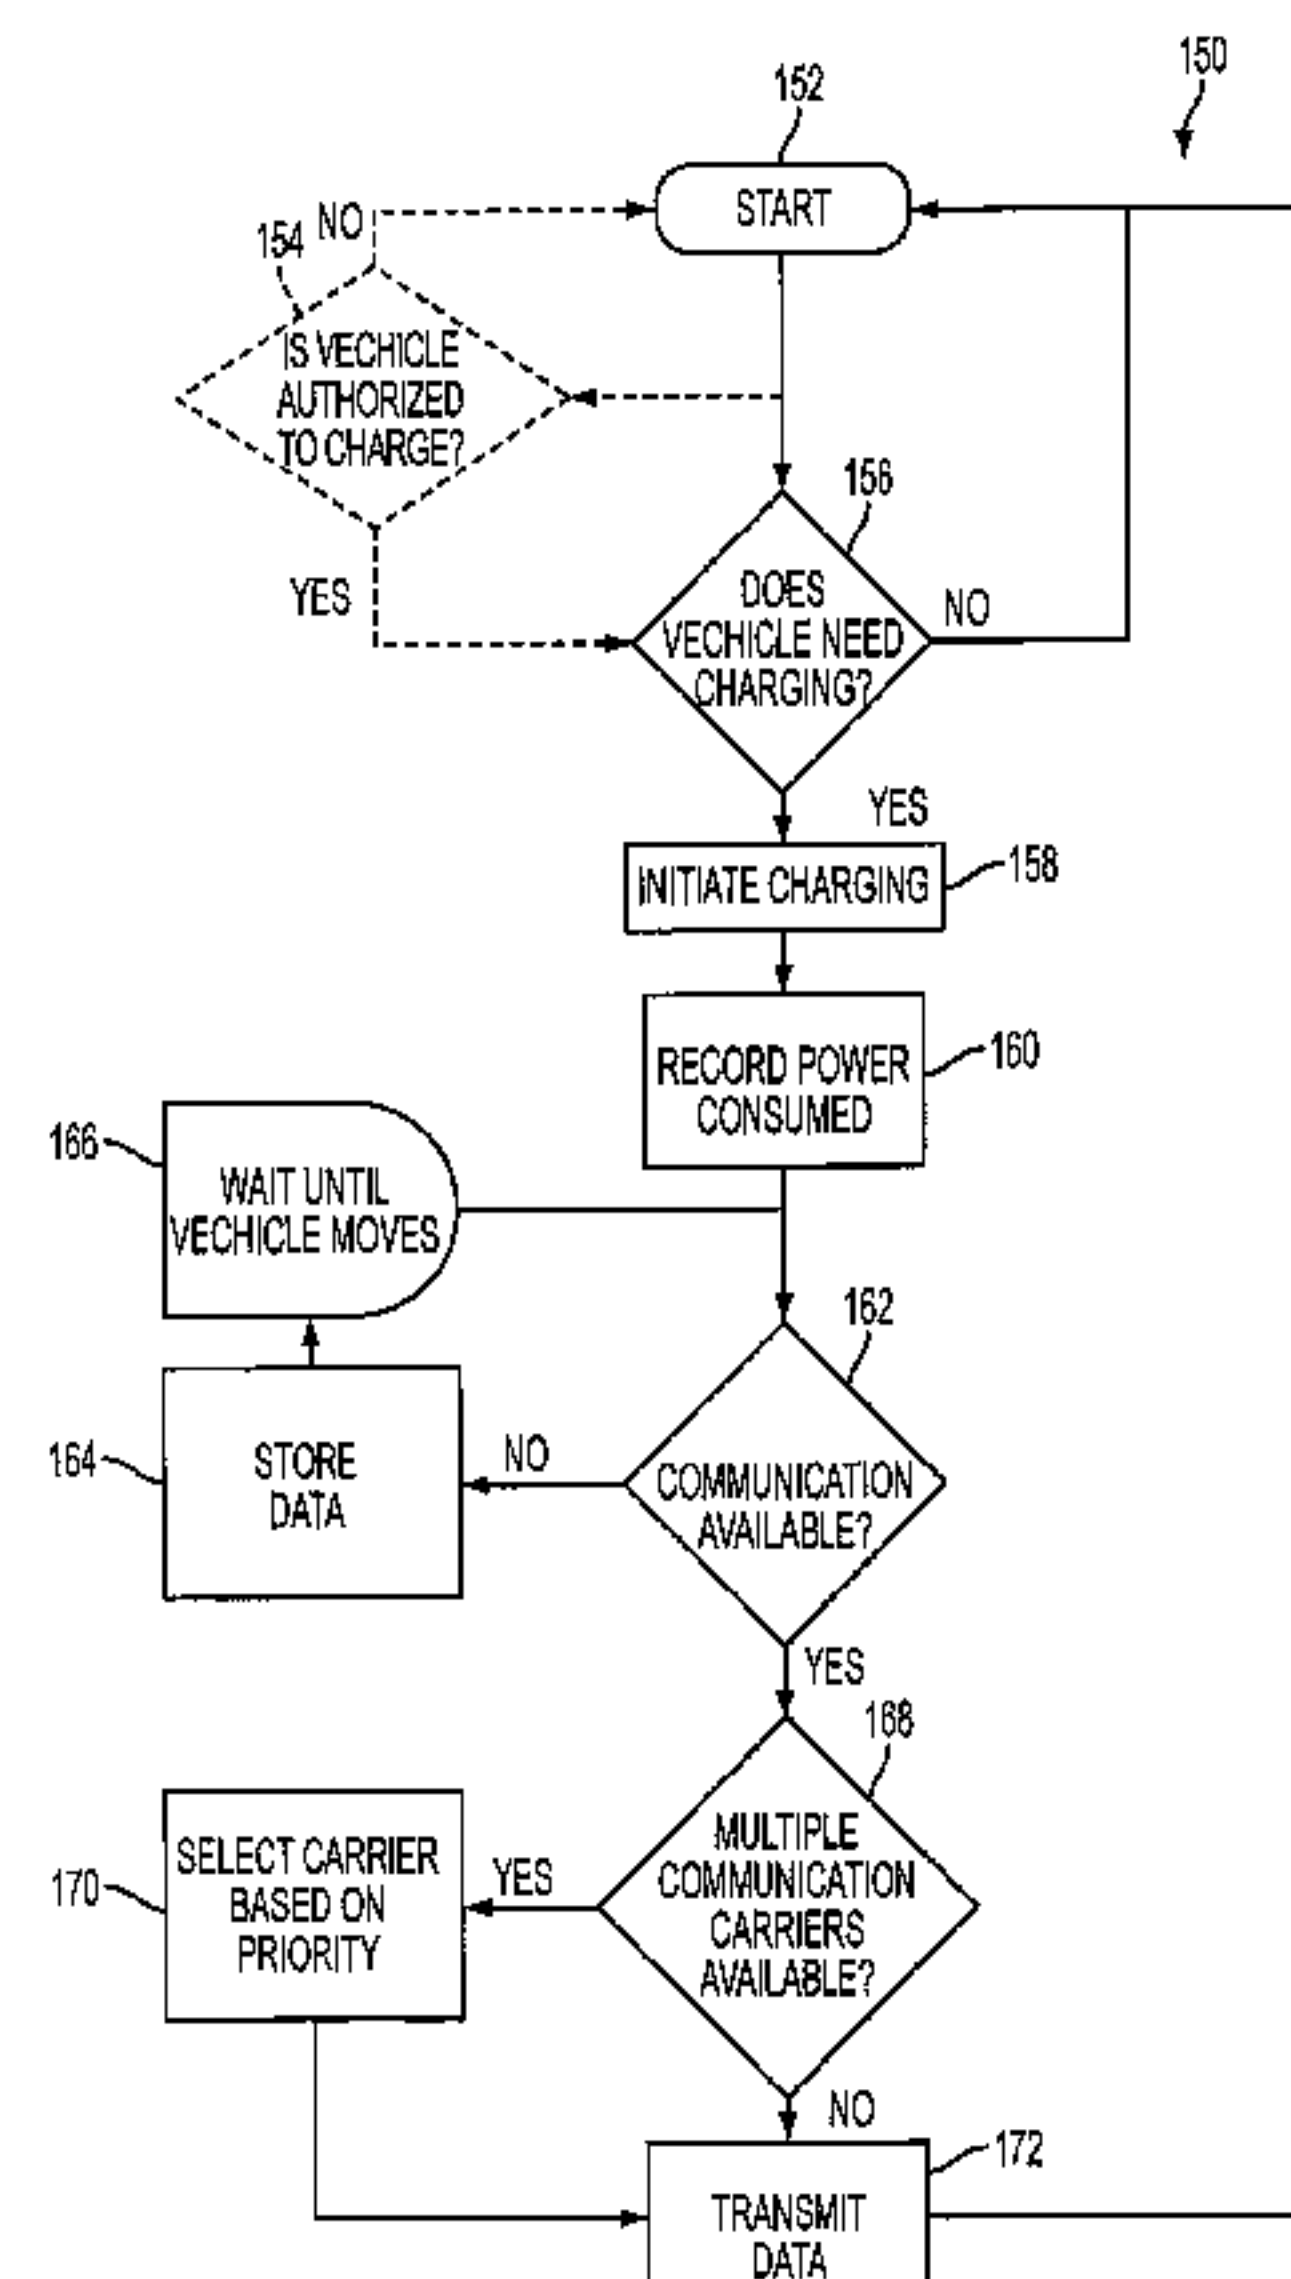 150
152
START
NO
154
IS VECHICLE
AUTHORIZED
TO CHARGE?
YES
156
DOES
VECHICLE NEED
CHARGING?
NO
YES
INITIATE CHARGING
158
RECORD POWER
CONSUMED
160
166
WAIT UNTIL
VECHICLE MOVES
162
COMMUNICATION
AVAILABLE?
NO
164
STORE
DATA
YES
168
MULTIPLE
COMMUNICATION
CARRIERS
AVAILABLE?
YES
170
SELECT CARRIER
BASED ON
PRIORITY
NO
172
TRANSMIT
DATA